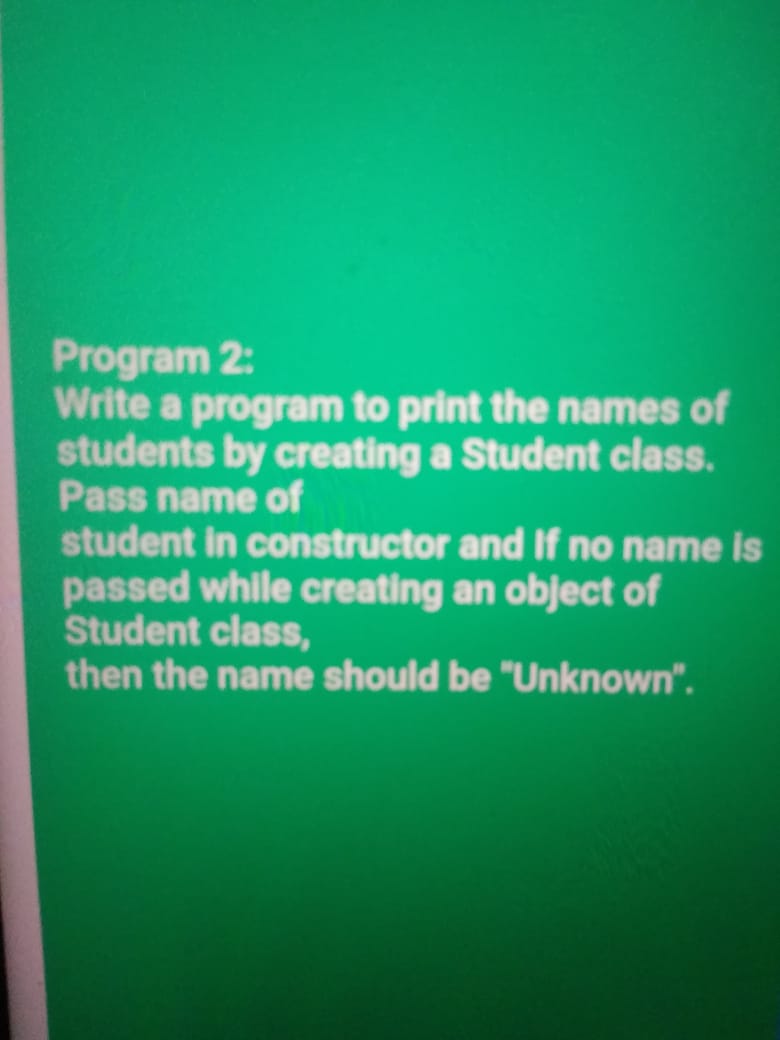 Program 2:
Write a program to print the names of
students by creating a Student class.
Pass name of
student in constructor and If no name is
passed while creating an object of
Student class,
then the name should be "Unknown".